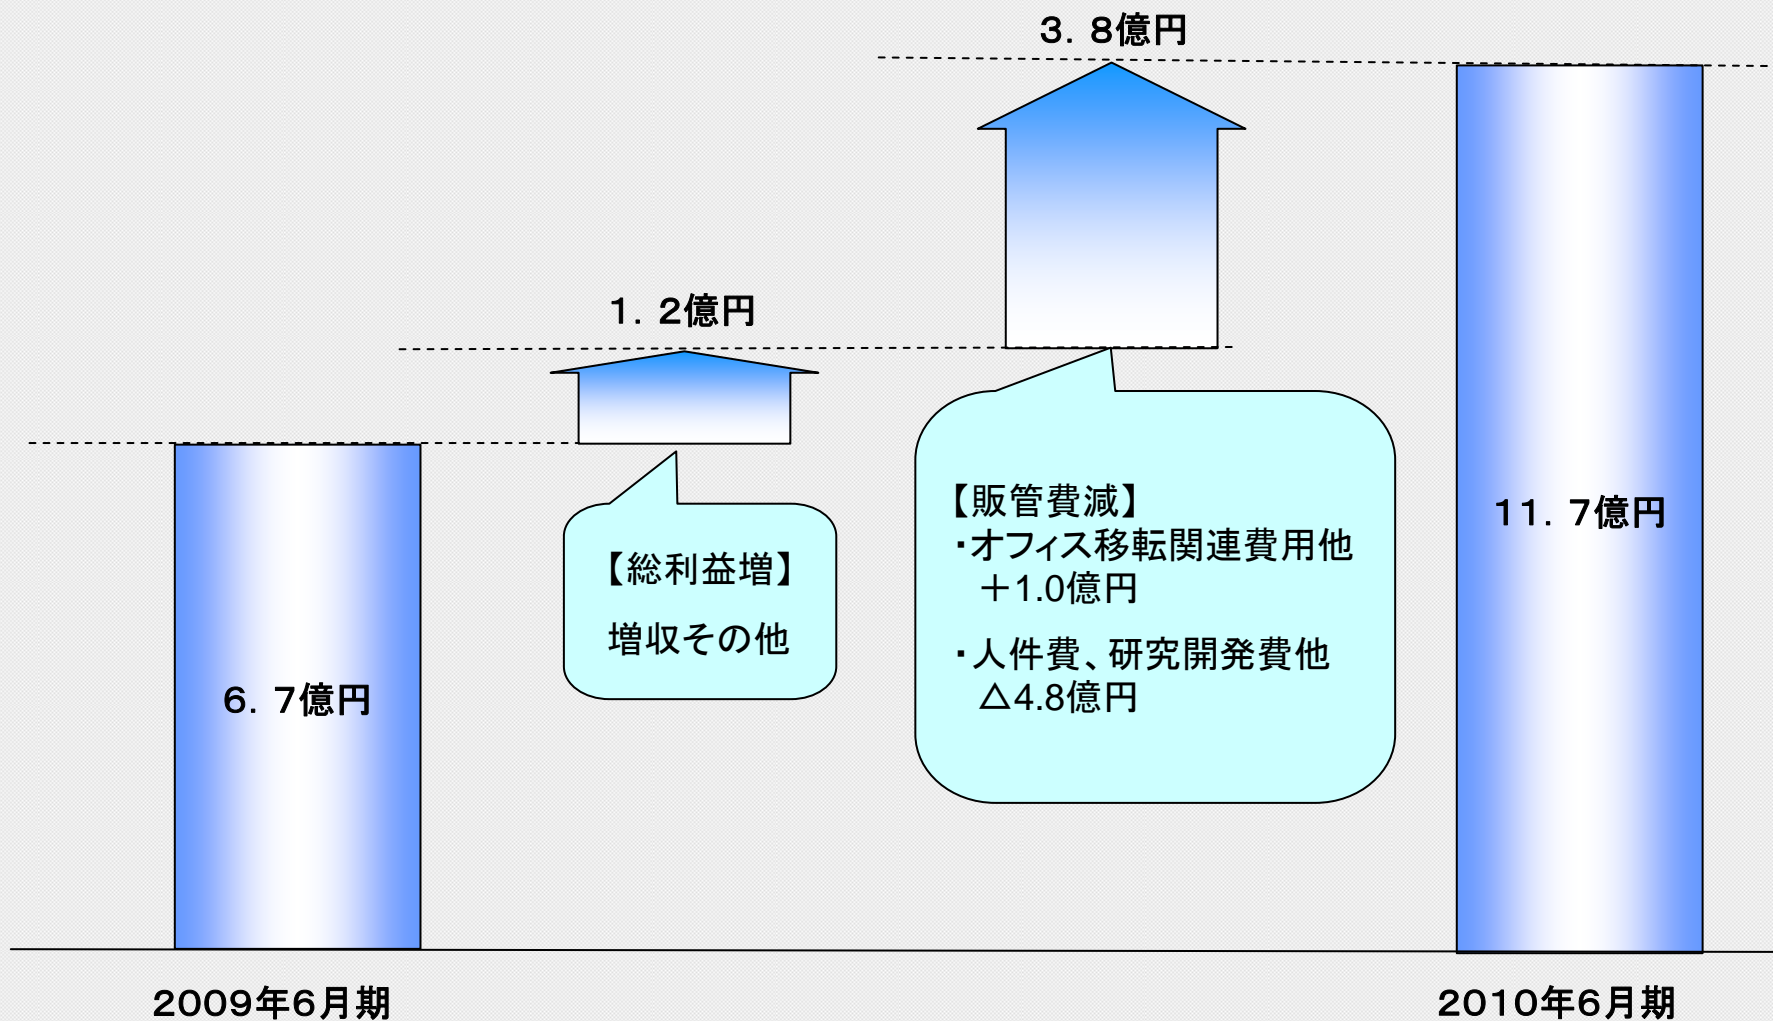 3．8億円
1．2億円
【総利益増】
増収その他
【販管費減】
・オフィス移転関連費用他
＋1.0億円
・人件費、研究開発費他
△4.8億円
6．7億円
11．7億円
2009年6月期
2010年6月期